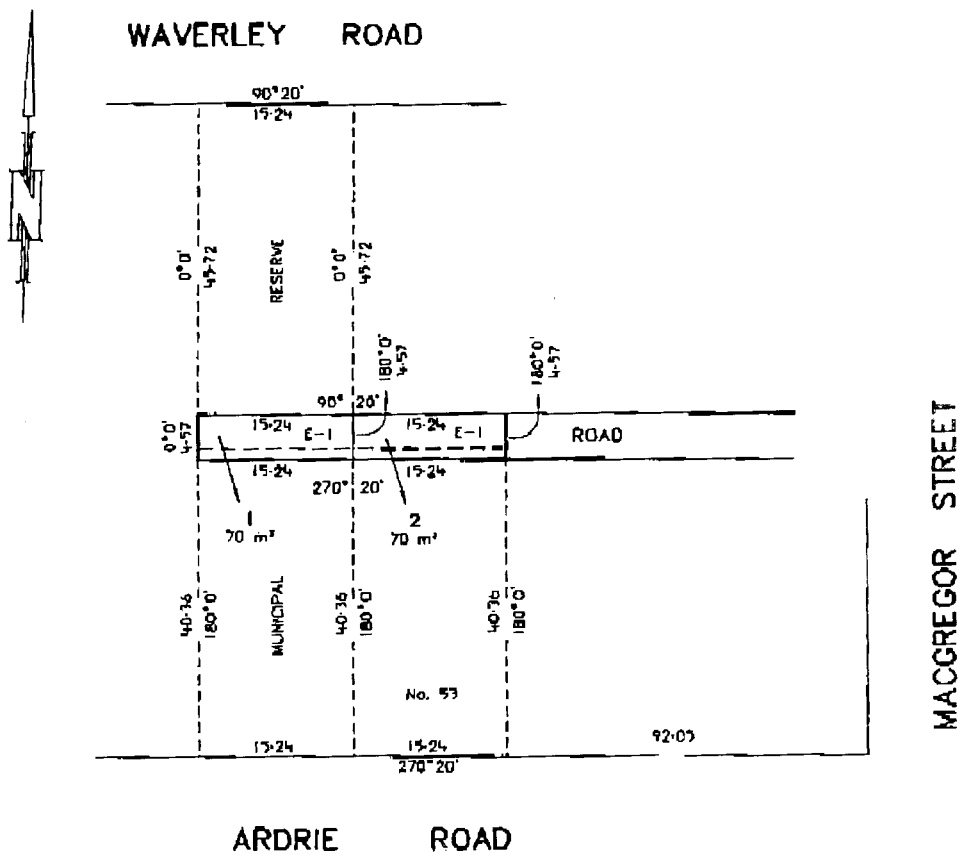 WAVERLEY ROAD
N
90°20'
15·24
0°0'
45·72
RESERVE
0°0'
45·72
180°0'
4·57
180°0'
4·57
90° 20'
0°0'
4·57
15·24
E-1
15·24
E-1
ROAD
15·24
15·24
270° 20'
1
70 m²
2
70 m²
40·36
180°0'
MUNICIPAL
40·36
180°0'
40·36
180°0'
No. 53
15·24
15·24
92·05
270°20'
MACGREGOR STREET
ARDRIE ROAD